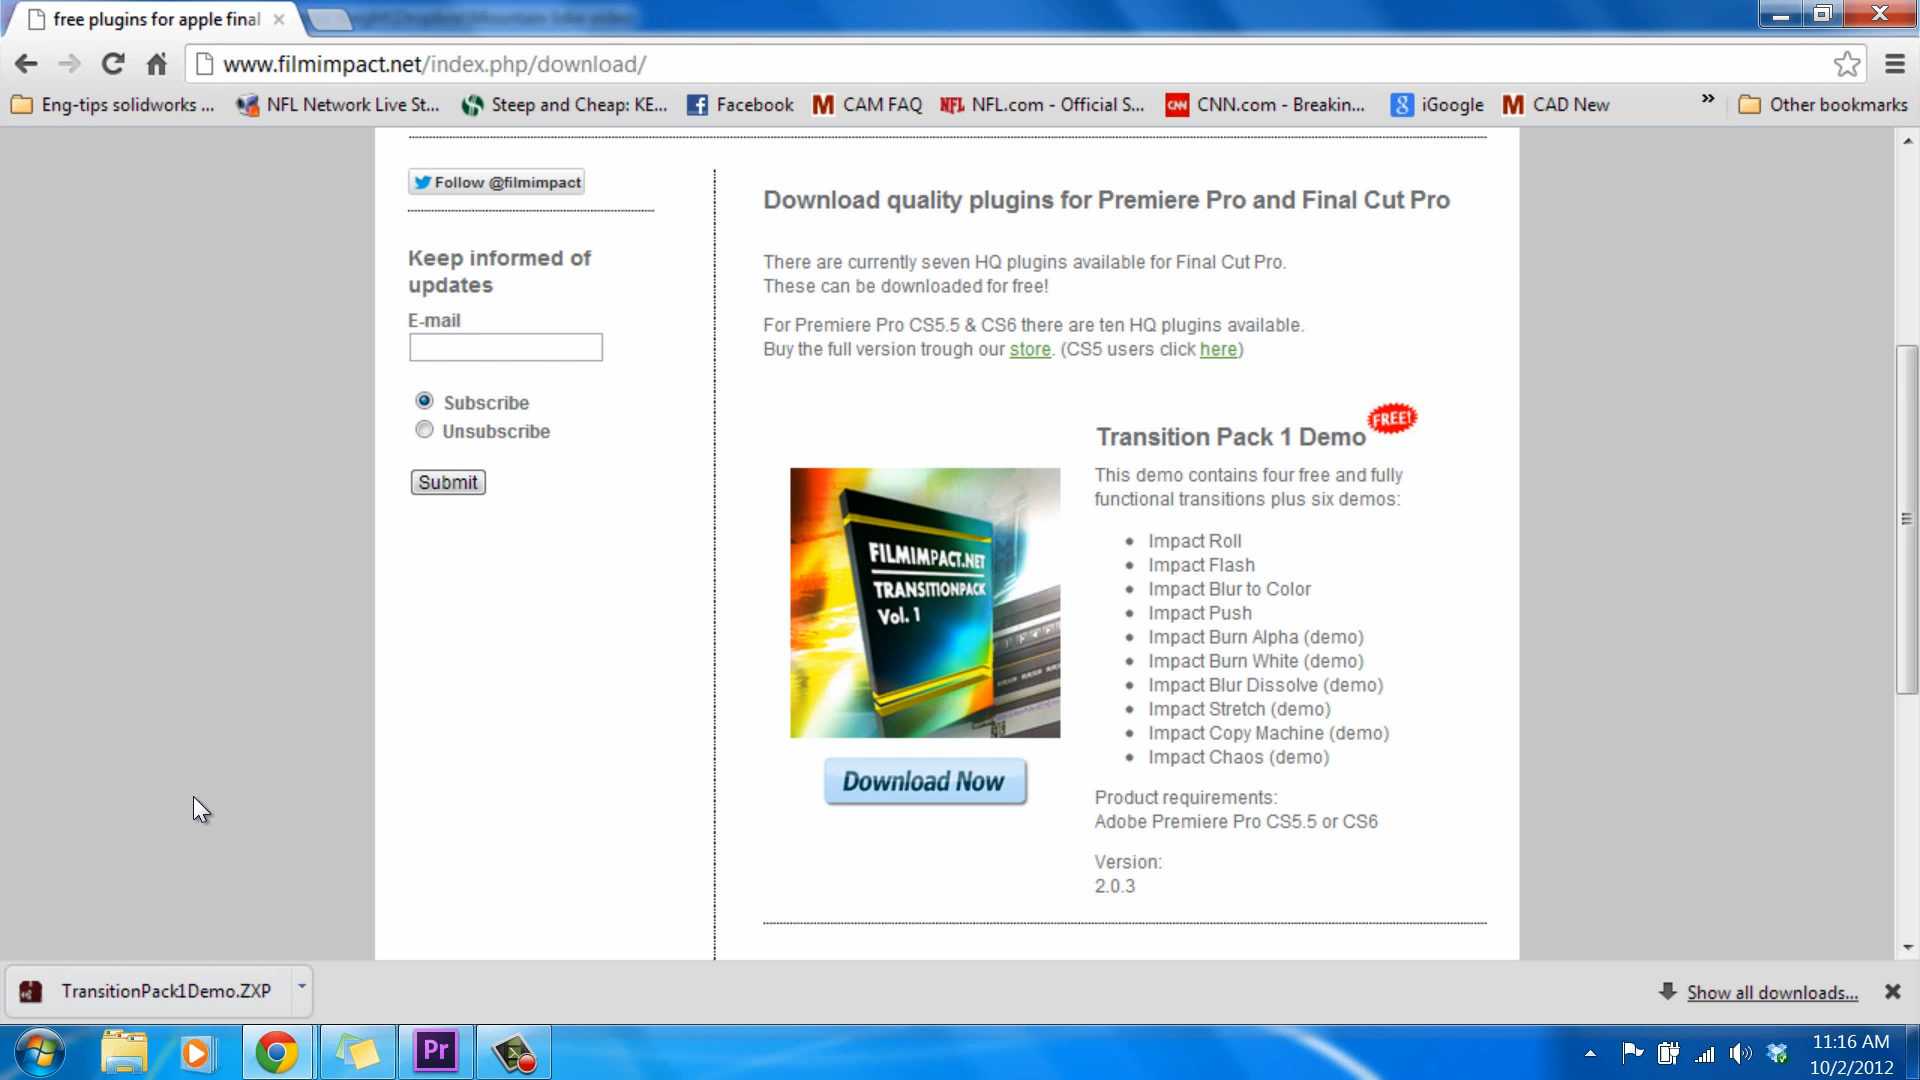 free plugins for apple final
www.filmimpact.net/index.php/download/
Eng-tips solidworks ...
NFL Network Live St...
Steep and Cheap: KE...
Facebook
CAM FAQ
NFL.com - Official S...
CNN.com - Breakin...
iGoogle
CAD New
»
Other bookmarks
Follow @filmimpact
Keep informed of
updates
E-mail
Subscribe
Unsubscribe
Submit
Download quality plugins for Premiere Pro and Final Cut Pro
There are currently seven HQ plugins available for Final Cut Pro.
These can be downloaded for free!
For Premiere Pro CS5.5 & CS6 there are ten HQ plugins available.
Buy the full version trough our store. (CS5 users click here)
FILMIMPACT.NET
TRANSITIONPACK
Vol. 1
Download Now
Transition Pack 1 Demo
FREE!
This demo contains four free and fully
functional transitions plus six demos:
• Impact Roll
• Impact Flash
• Impact Blur to Color
• Impact Push
• Impact Burn Alpha (demo)
• Impact Burn White (demo)
• Impact Blur Dissolve (demo)
• Impact Stretch (demo)
• Impact Copy Machine (demo)
• Impact Chaos (demo)
Product requirements:
Adobe Premiere Pro CS5.5 or CS6
Version:
2.0.3
TransitionPack1Demo.ZXP
Show all downloads...
Pr
11:16 AM
10/2/2012